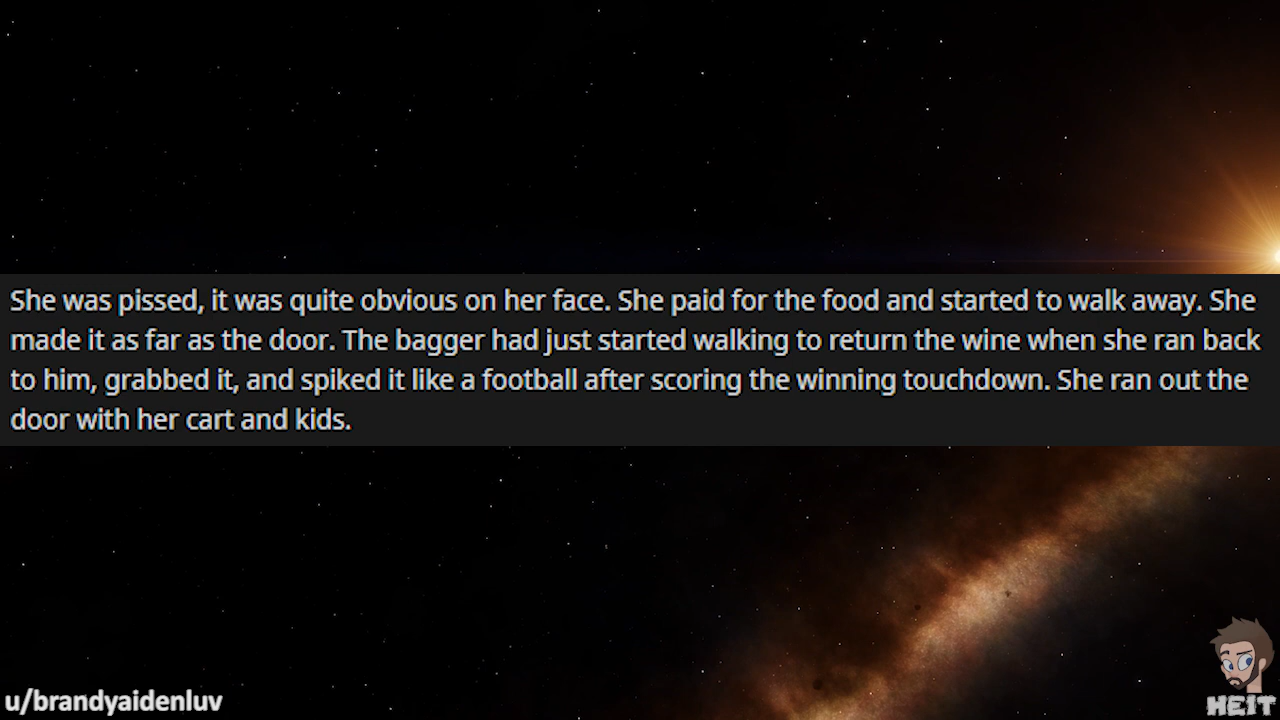 She was pissed, it was quite obvious on her face. She paid for the food and started to walk away. She
made it as far as the door. The bagger had just started walking to return the wine when she ran back
to him, grabbed it, and spiked it like a football after scoring the winning touchdown. She ran out the
door with her cart and kids.
u/brandyaidenluv
HEIT